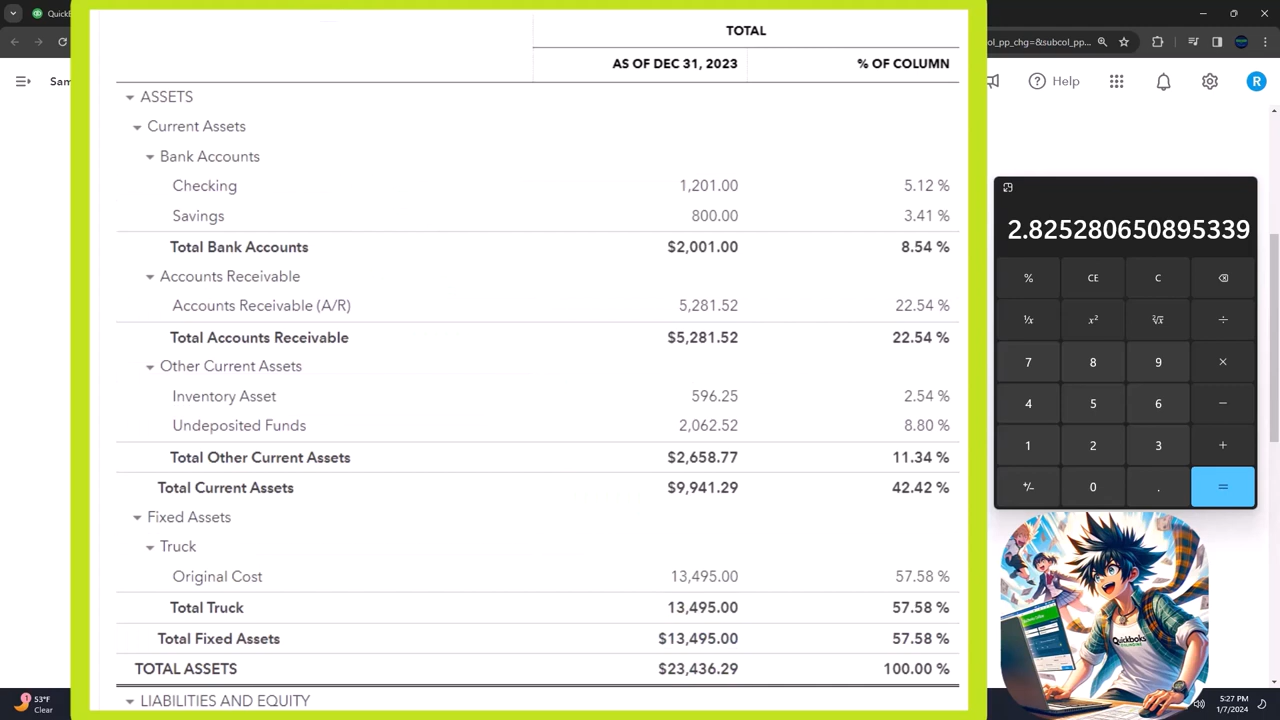 QuickB
ol_pp_chg=&subcol_pp...
Sam
Help
R
TOTAL
AS OF DEC 31, 2023 % OF COLUMN
ASSETS
Current Assets
Bank Accounts
Checking 1,201.00 5.12 %
Savings 800.00 3.41 %
Total Bank Accounts $2,001.00 8.54 %
Accounts Receivable
Accounts Receivable (A/R) 5,281.52 22.54 %
Total Accounts Receivable $5,281.52 22.54 %
Other Current Assets
Inventory Asset 596.25 2.54 %
Undeposited Funds 2,062.52 8.80 %
Total Other Current Assets $2,658.77 11.34 %
Total Current Assets $9,941.29 42.42 %
Fixed Assets
Truck
Original Cost 13,495.00 57.58 %
Total Truck 13,495.00 57.58 %
Total Fixed Assets $13,495.00 57.58 %
TOTAL ASSETS $23,436.29 100.00 %
LIABILITIES AND EQUITY
2.825280650895339
% CE C
⅟x x² ²√x ÷
7 8 9 ×
4 5 6 −
1 2 3 +
+/− 0 . =
Quickbooks
1
53°F
Clear
5:27 PM
1/7/2024